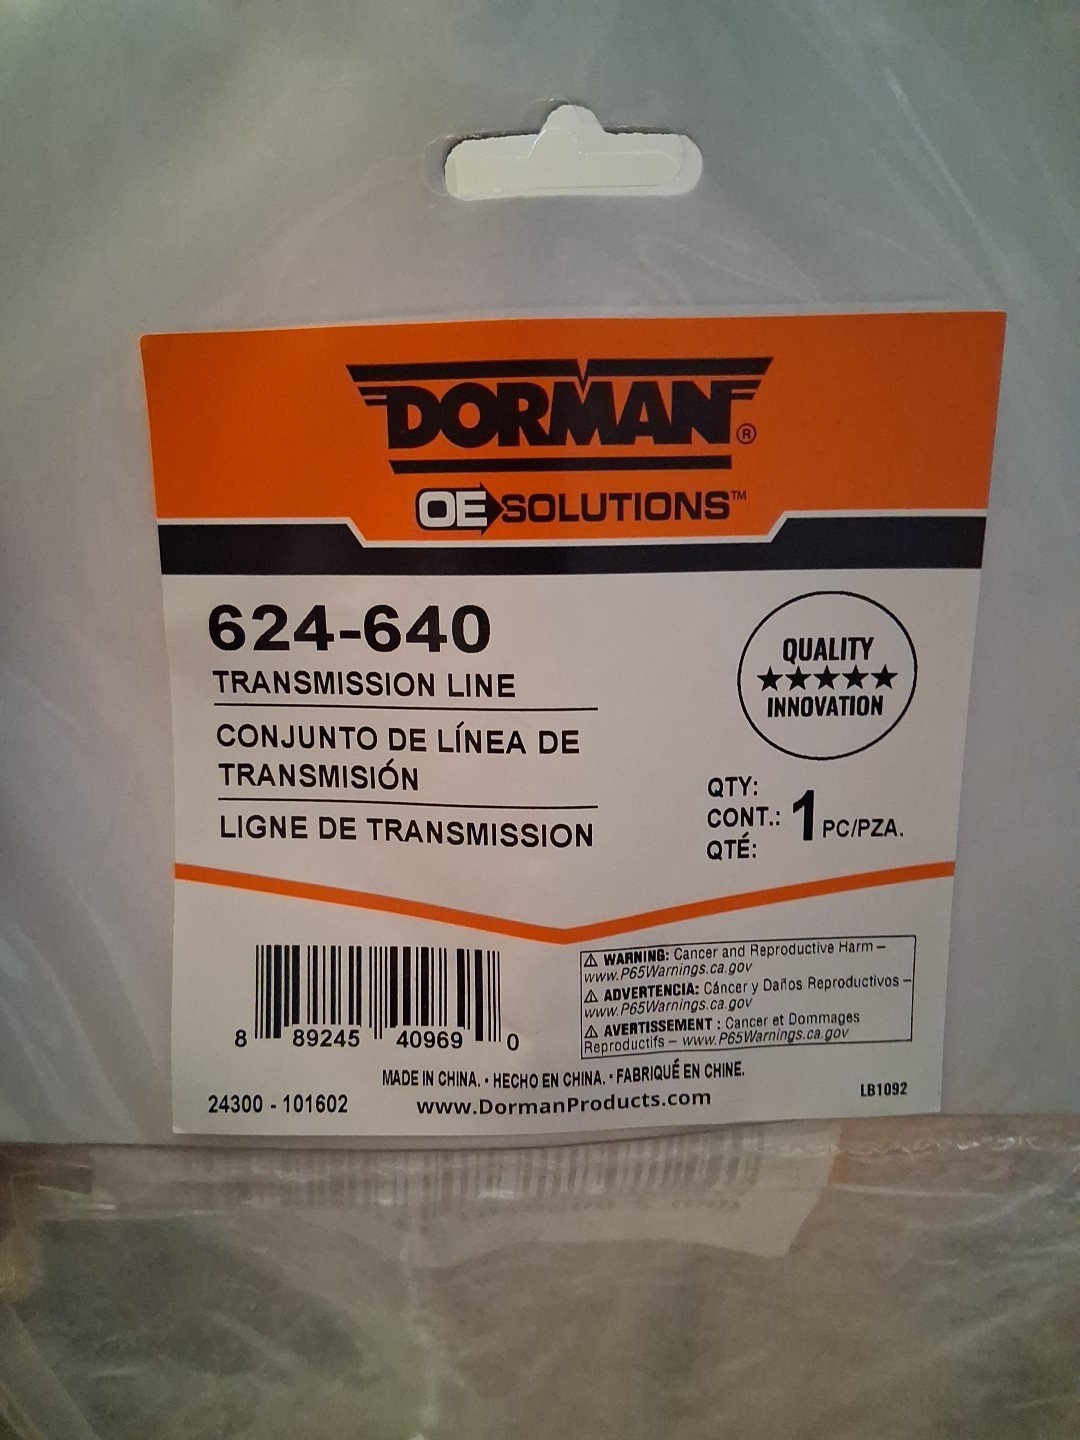 DORMAN®
OE SOLUTIONS™
624-640
TRANSMISSION LINE
CONJUNTO DE LÍNEA DE
TRANSMISIÓN
LIGNE DE TRANSMISSION
QUALITY
★★★★★
INNOVATION
QTY:
CONT.: 1 PC/PZA.
QTÉ:
8 89245 40969 0
⚠ WARNING: Cancer and Reproductive Harm –
www.P65Warnings.ca.gov
⚠ ADVERTENCIA: Cáncer y Daños Reproductivos –
www.P65Warnings.ca.gov
⚠ AVERTISSEMENT : Cancer et Dommages
Reproductifs – www.P65Warnings.ca.gov
MADE IN CHINA. • HECHO EN CHINA. • FABRIQUÉ EN CHINE.
24300 - 101602
www.DormanProducts.com
LB1092